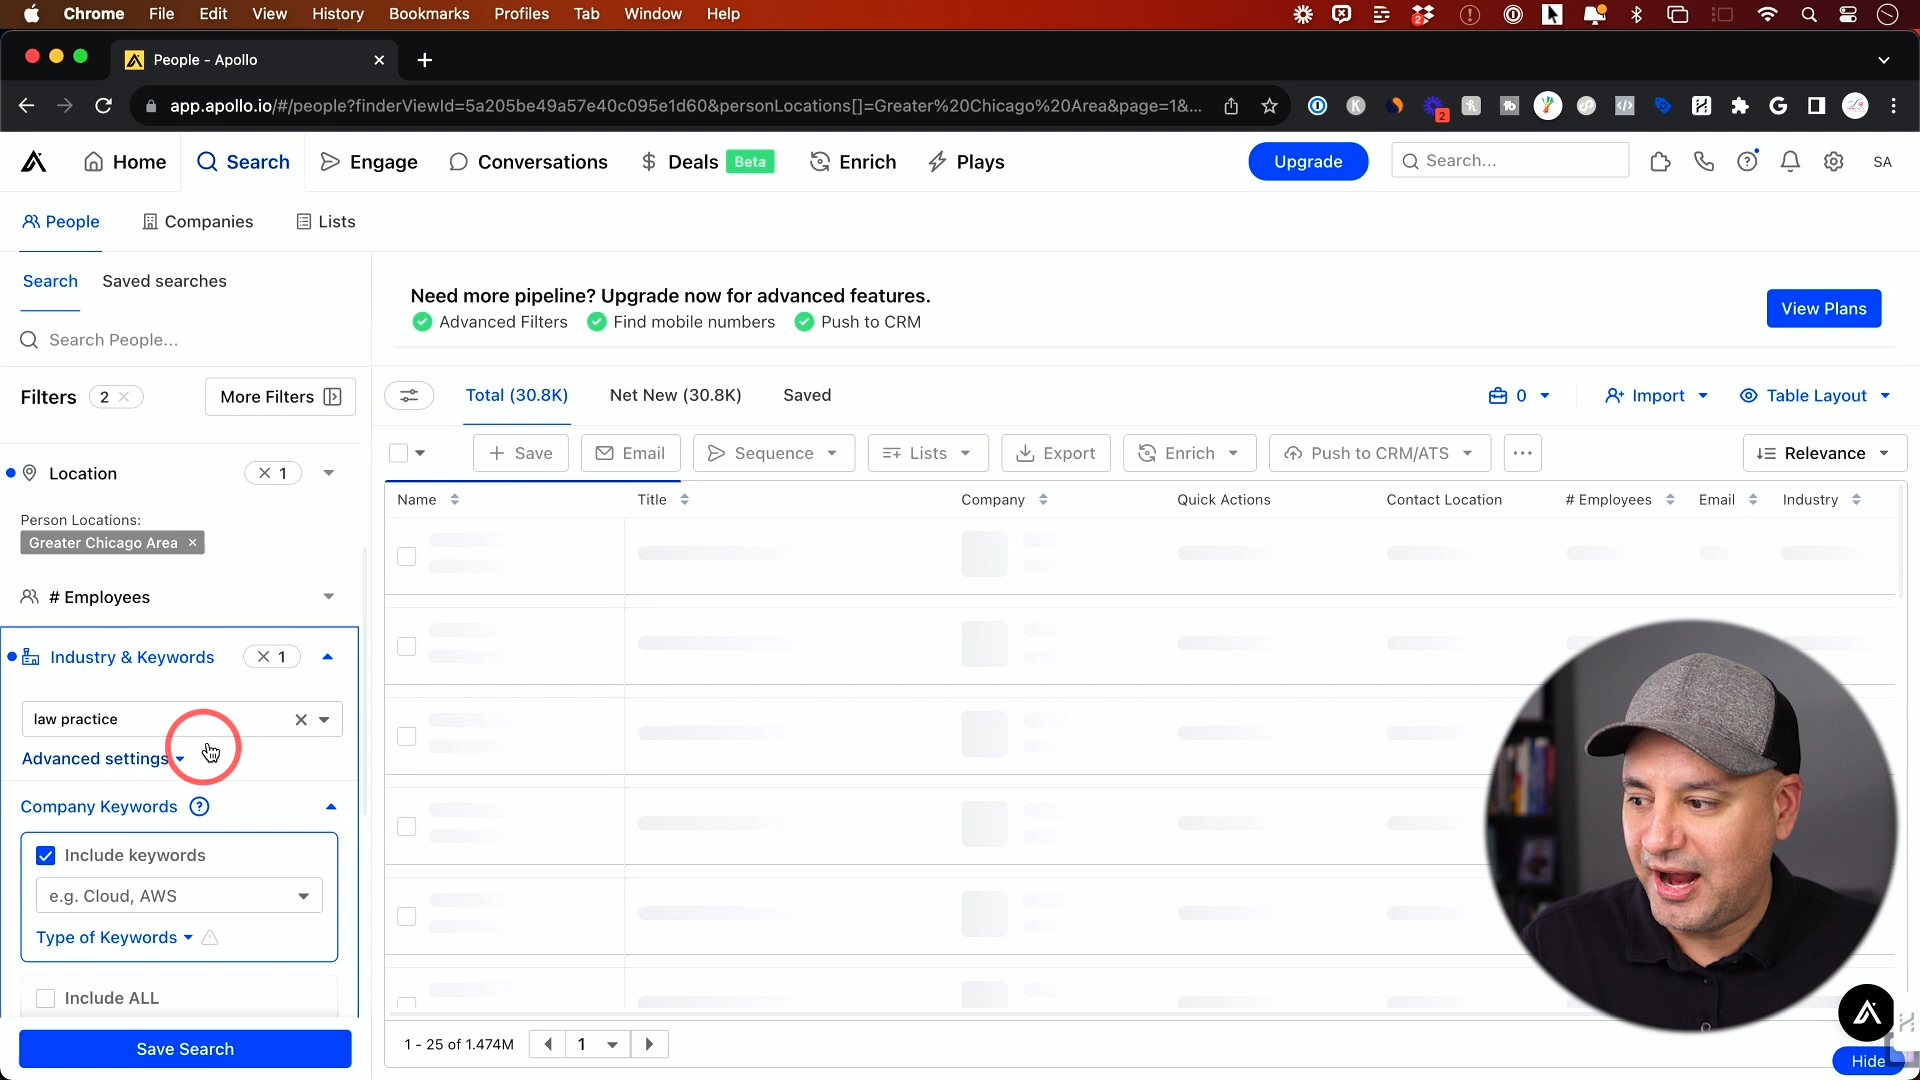 Chrome File Edit View History Bookmarks Profiles Tab Window Help
2
People - Apollo
app.apollo.io/#/people?finderViewId=5a205be49a57e40c095e1d60&personLocations[]=Greater%20Chicago%20Area&page=1&...
2
Home Search Engage Conversations Deals Beta Enrich Plays Upgrade Search... SA
People Companies Lists
Search Saved searches
Need more pipeline? Upgrade now for advanced features.
Advanced Filters Find mobile numbers Push to CRM
View Plans
Search People...
Filters 2 More Filters
Total (30.8K) Net New (30.8K) Saved 0 Import Table Layout
Save Email Sequence Lists Export Enrich Push to CRM/ATS ... Relevance
Location 1
Name Title Company Quick Actions Contact Location # Employees Email Industry
Person Locations:
Greater Chicago Area
# Employees
Industry & Keywords 1
law practice
Advanced settings
Company Keywords ?
Include keywords
e.g. Cloud, AWS
Type of Keywords
Include ALL
Save Search
1 - 25 of 1.474M 1
Hide